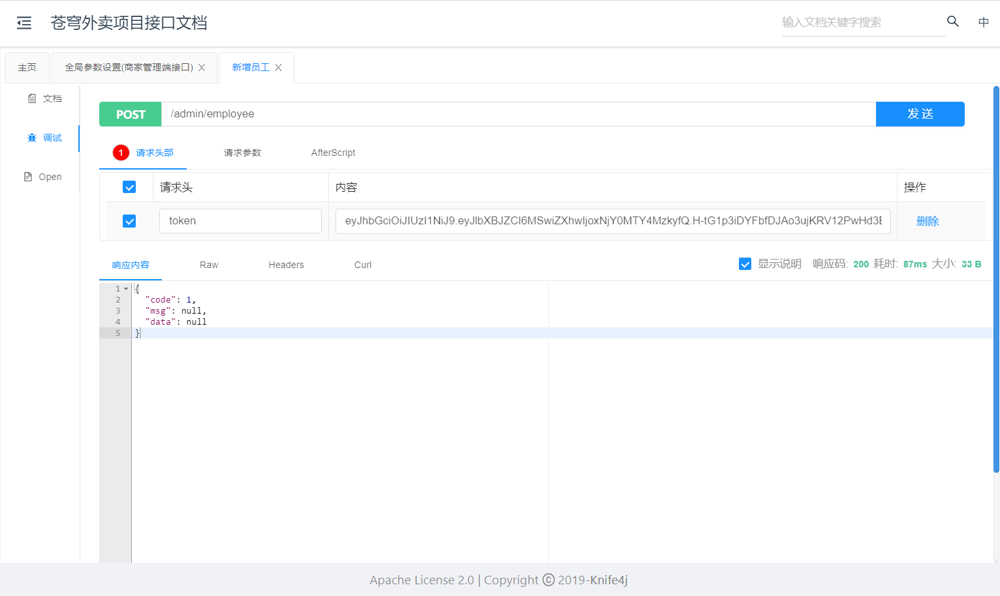 苍穹外卖项目接口文档
输入文档关键字搜索
中
主页
全局参数设置(商家管理端接口)
新增员工
文档
调试
Open
POST /admin/employee 发 送
1 请求头部 请求参数 AfterScript
请求头 内容 操作
token eyJhbGciOiJIUzI1NiJ9.eyJlbXBJZCI6MSwiZXhwIjoxNjY0MTY4MzkyfQ.H-tG1p3iDYFbfDJAo3ujKRV12PwHd3E 删除
响应内容 Raw Headers Curl 显示说明 响应码: 200 耗时: 87ms 大小: 33 B
1 {
2 "code": 1,
3 "msg": null,
4 "data": null
5 }
Apache License 2.0 | Copyright © 2019-Knife4j